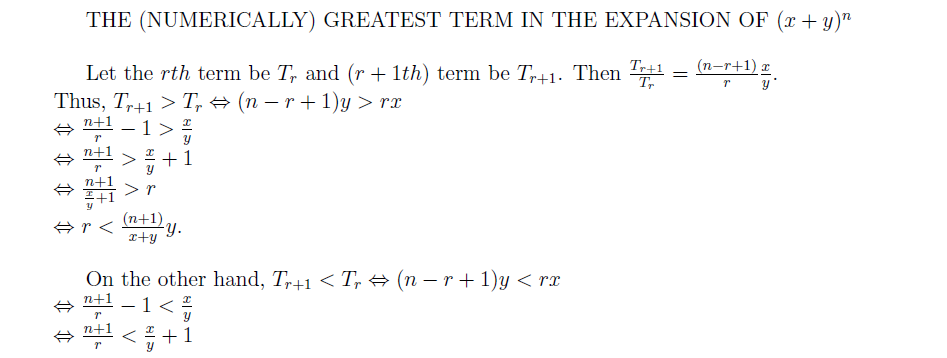 THE (NUMERICALLY) GREATEST TERM IN THE EXPANSION OF $(x + y)^n$
Let the $rth$ term be $T_r$ and $(r + 1th)$ term be $T_{r+1}$. Then $\frac{T_{r+1}}{T_r} = \frac{(n-r+1)}{r}\frac{x}{y}$.
Thus, $T_{r+1} > T_r \Leftrightarrow (n - r + 1)y > rx$
$\Leftrightarrow \frac{n+1}{r} - 1 > \frac{x}{y}$
$\Leftrightarrow \frac{n+1}{r} > \frac{x}{y} + 1$
$\Leftrightarrow \frac{n+1}{\frac{x}{y}+1} > r$
$\Leftrightarrow r < \frac{(n+1)}{x+y}y$.
On the other hand, $T_{r+1} < T_r \Leftrightarrow (n - r + 1)y < rx$
$\Leftrightarrow \frac{n+1}{r} - 1 < \frac{x}{y}$
$\Leftrightarrow \frac{n+1}{r} < \frac{x}{y} + 1$